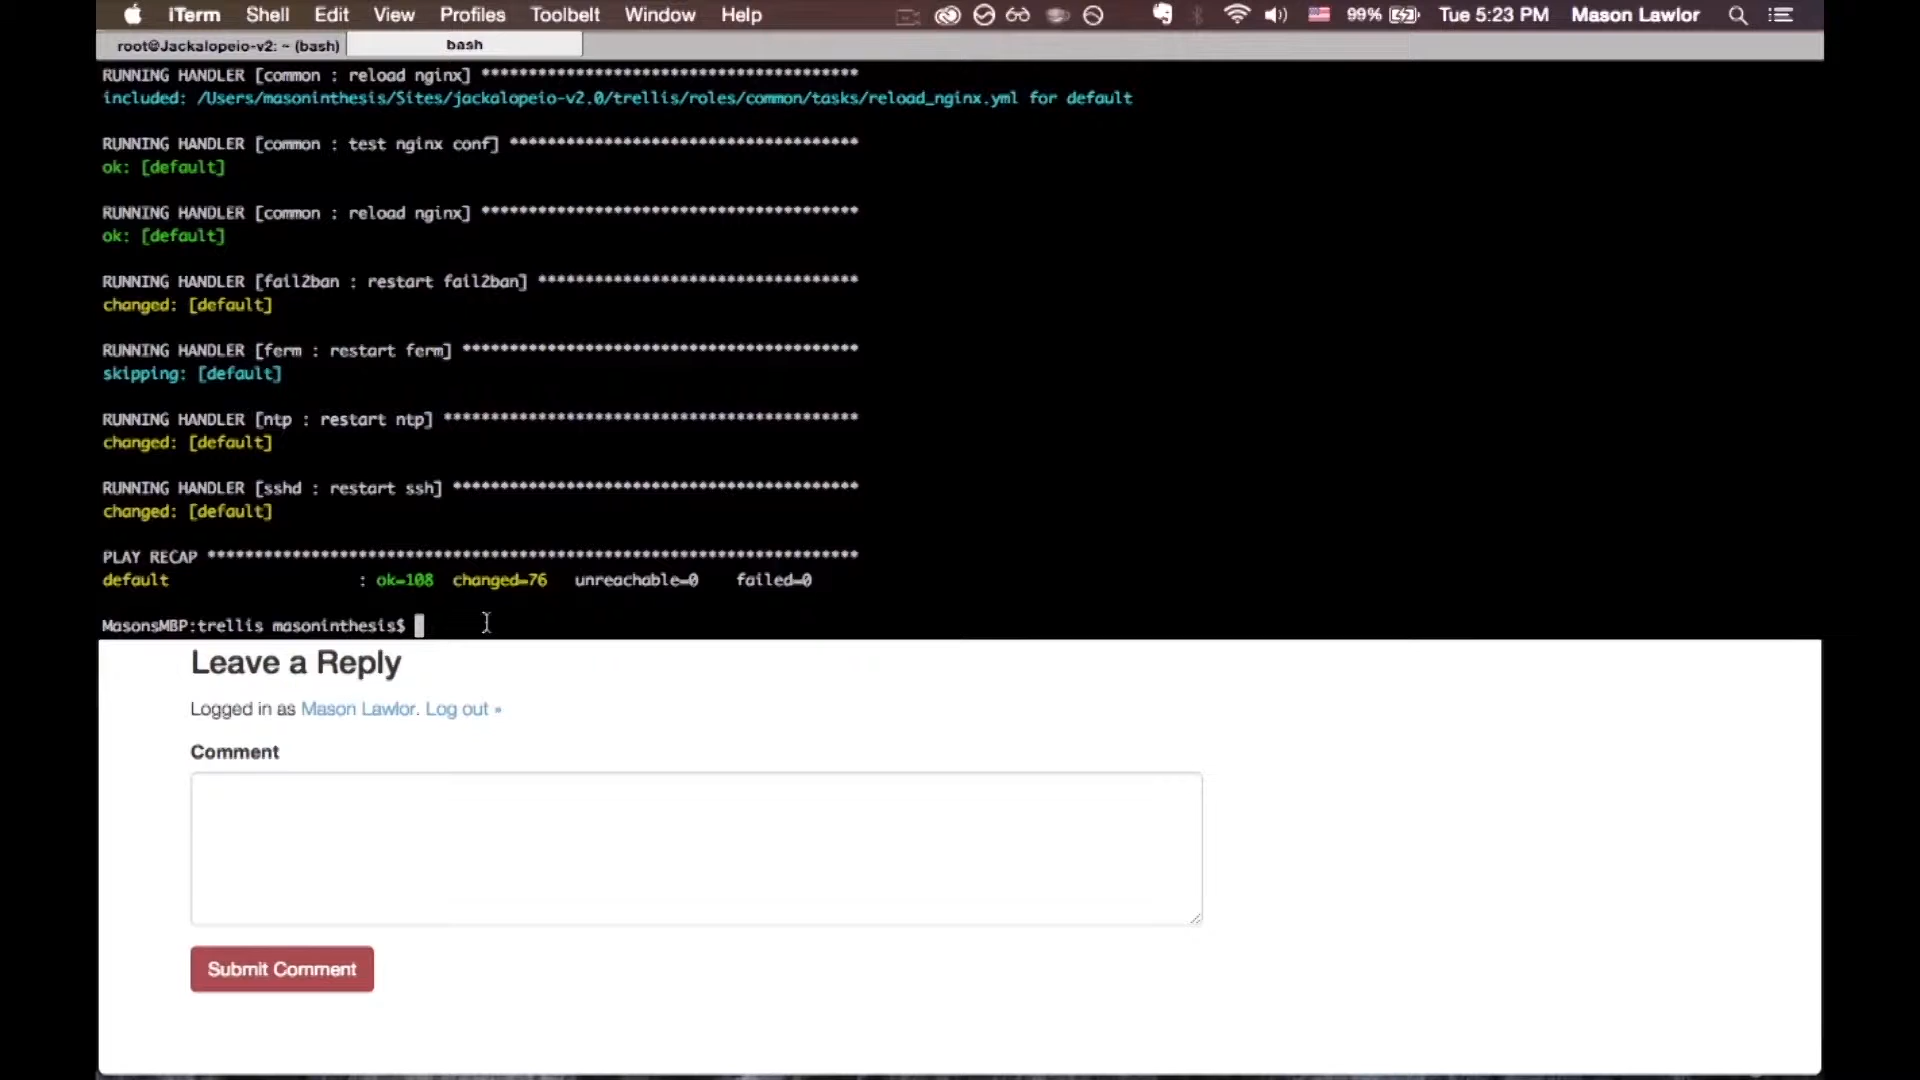 iTerm Shell Edit View Profiles Toolbelt Window Help 99% Tue 5:23 PM Mason Lawlor
root@Jackalopeio-v2: ~ (bash) bash
RUNNING HANDLER [common : reload nginx] ****************************************
included: /Users/masoninthesis/Sites/jackalopeio-v2.0/trellis/roles/common/tasks/reload_nginx.yml for default
RUNNING HANDLER [common : test nginx conf] *************************************
ok: [default]
RUNNING HANDLER [common : reload nginx] ****************************************
ok: [default]
RUNNING HANDLER [fail2ban : restart fail2ban] **********************************
changed: [default]
RUNNING HANDLER [ferm : restart ferm] ******************************************
skipping: [default]
RUNNING HANDLER [ntp : restart ntp] ********************************************
changed: [default]
RUNNING HANDLER [sshd : restart ssh] *******************************************
changed: [default]
PLAY RECAP *********************************************************************
default : ok=108 changed=76 unreachable=0 failed=0
MasonsMBP:trellis masoninthesis$
Leave a Reply
Logged in as Mason Lawlor. Log out »
Comment
Submit Comment